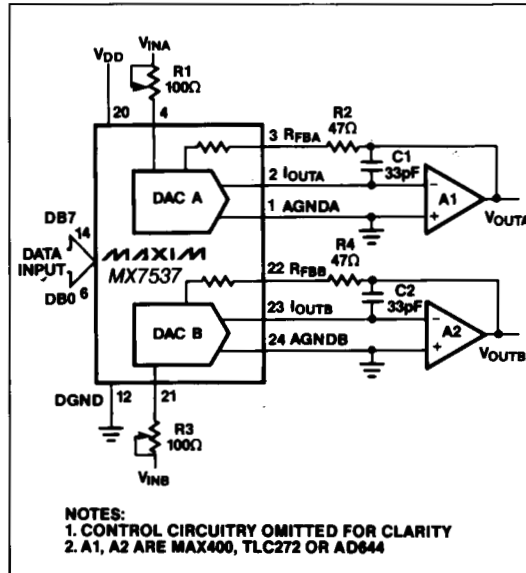 VINA
VDD
R1
100Ω
20
4
3 RFBA
R2
47Ω
C1
33pF
2 IOUTA
DAC A
1 AGNDA
-
+
A1
VOUTA
DB7
14
DATA
INPUT
MAXIM
MX7537
DB0
6
22 RFBB
R4
47Ω
C2
33pF
23 IOUTB
DAC B
24 AGNDB
-
+
A2
VOUTB
DGND
12
21
R3
100Ω
VINB
NOTES:
1. CONTROL CIRCUITRY OMITTED FOR CLARITY
2. A1, A2 ARE MAX400, TLC272 OR AD644